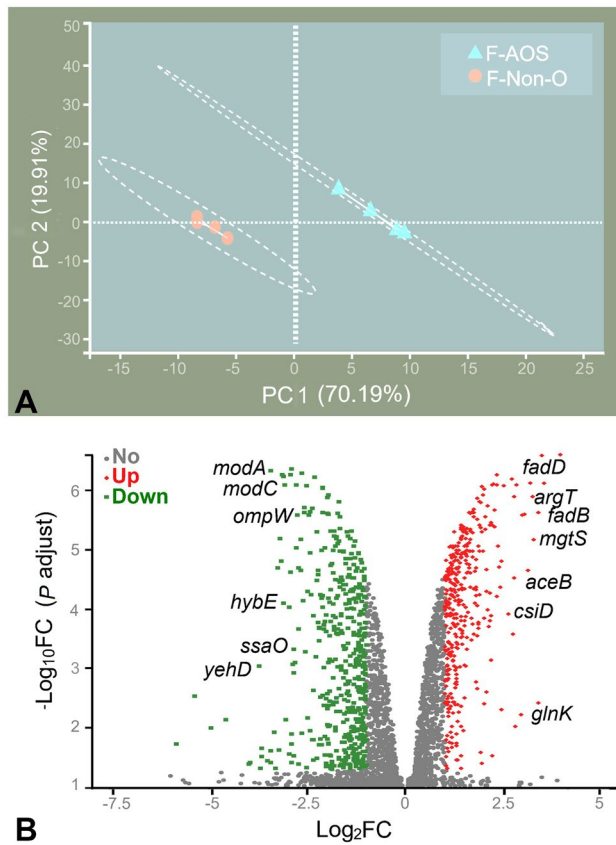 50
40
30
20
10
0
-10
-20
-30
PC 2 (19.91%)
F-AOS
F-Non-O
-15
-10
-5
0
5
10
15
20
25
PC 1 (70.19%)
A
No
Up
Down
modA
modC
ompW
hybE
ssaO
yehD
fadD
argT
fadB
mgtS
aceB
csiD
glnK
6
5
4
3
2
1
-Log10FC (P adjust)
-7.5
-5
-2.5
0
2.5
5
7.5
Log2FC
B